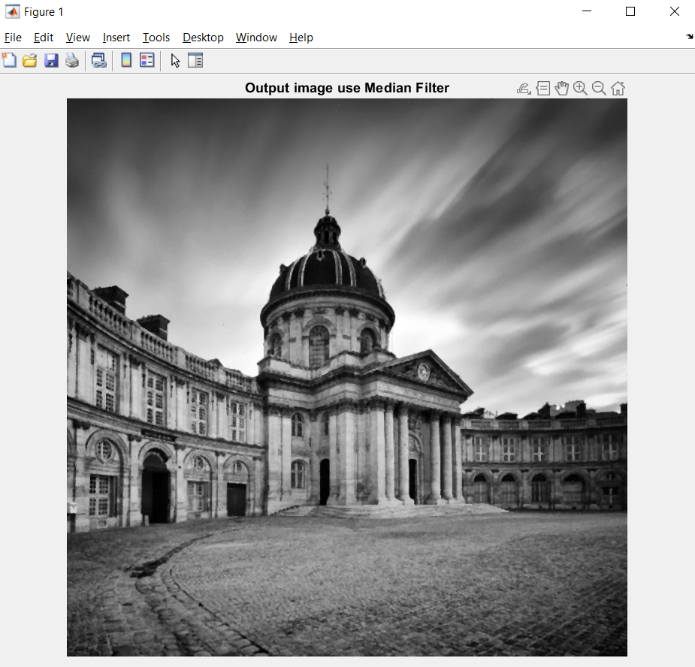 Figure 1
File Edit View Insert Tools Desktop Window Help
Output image use Median Filter